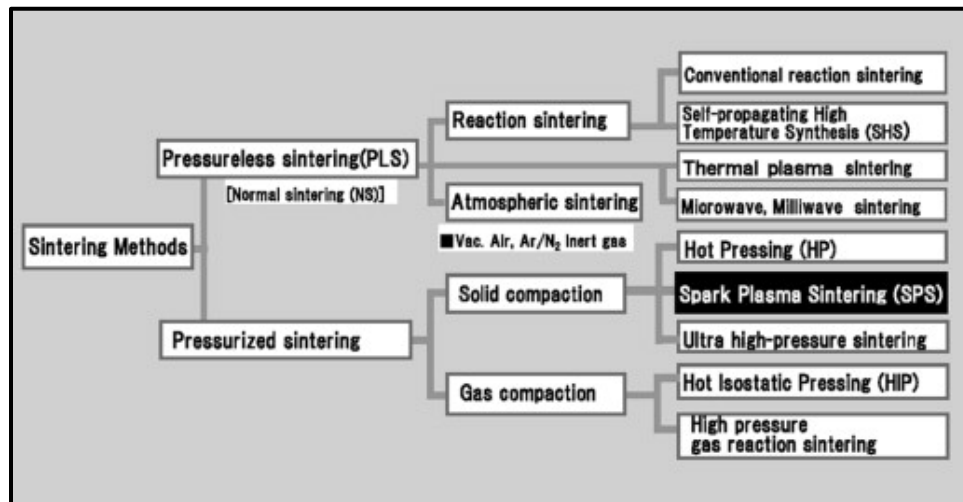 Conventional reaction sintering
Reaction sintering
Self-propagating High
Temperature Synthesis (SHS)
Pressureless sintering(PLS)
Thermal plasma sintering
[Normal sintering (NS)]
Atmospheric sintering
Microwave, Milliwave sintering
■Vac. Air, Ar/N₂ Inert gas
Sintering Methods
Hot Pressing (HP)
Solid compaction
Spark Plasma Sintering (SPS)
Pressurized sintering
Ultra high-pressure sintering
Hot Isostatic Pressing (HIP)
Gas compaction
High pressure
gas reaction sintering